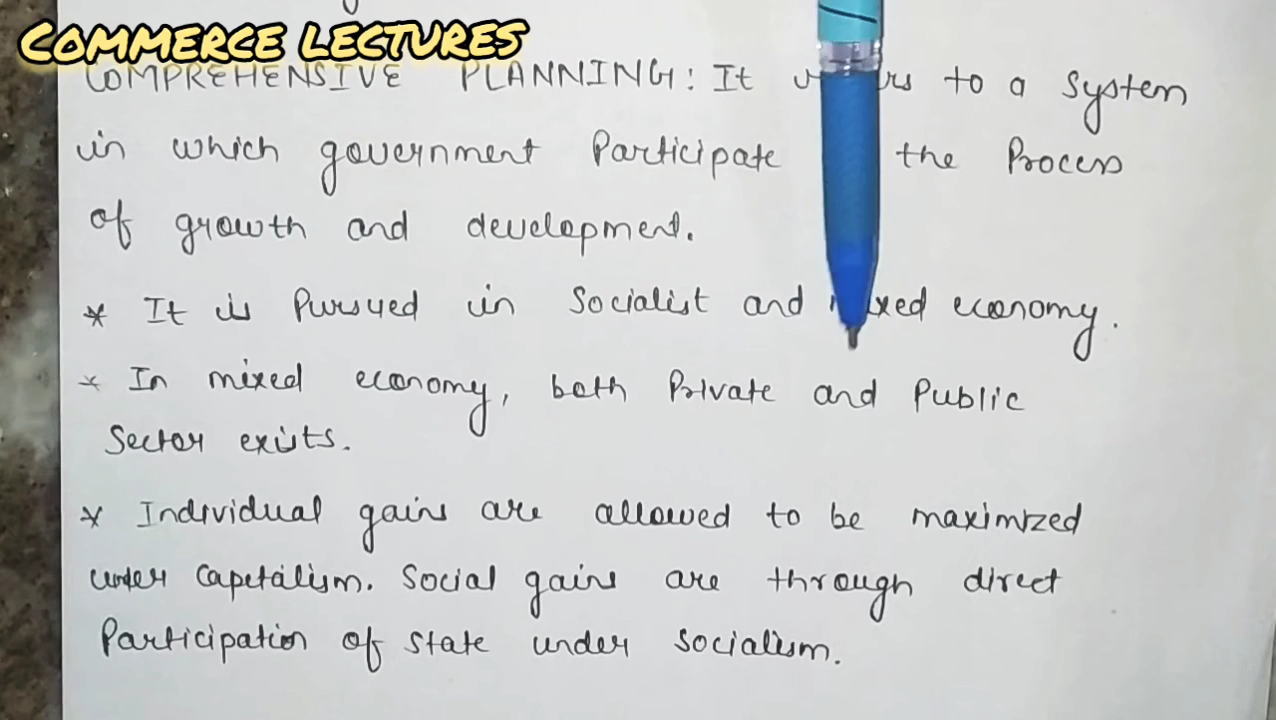 COMMERCE LECTURES
COMPREHENSIVE PLANNING: It to a system
in which government Participate the Process
of growth and development.
* It is Pursued in Socialist and mixed economy.
* In mixed economy, both Private and Public
Sector exists.
* Individual gains are allowed to be maximized
under Capitalism. Social gains are through direct
Participation of state under socialism.